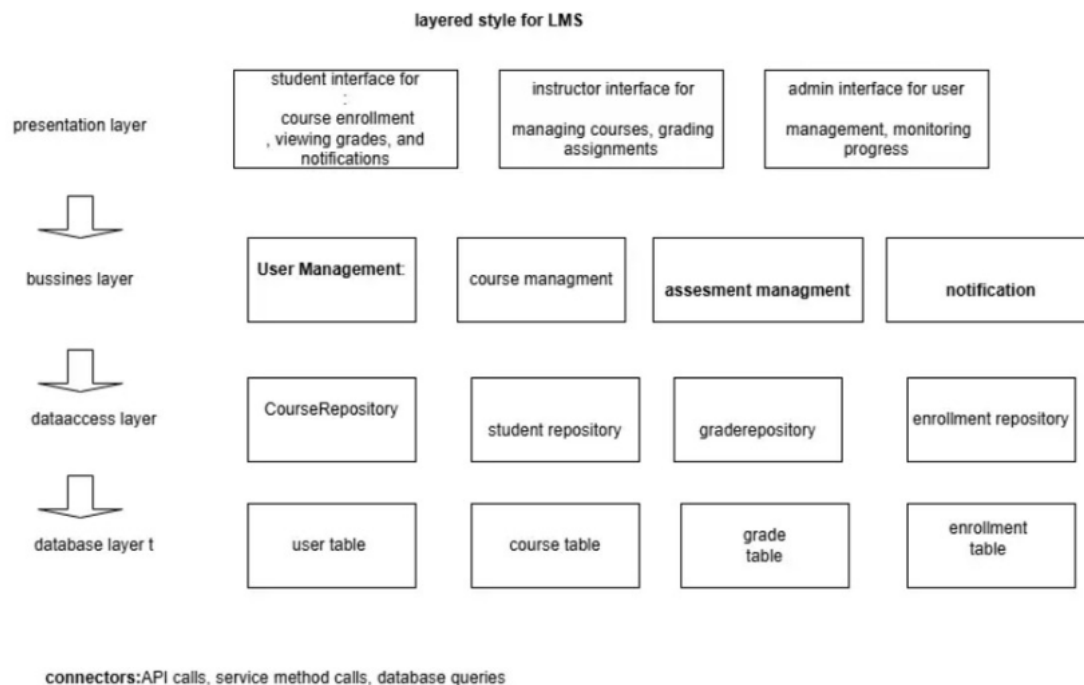 layered style for LMS
presentation layer
student interface for
:
course enrollment
, viewing grades, and
notifications
instructor interface for
managing courses, grading
assignments
admin interface for user
management, monitoring
progress
bussines layer
User Management:
course managment
assesment managment
notification
dataaccess layer
CourseRepository
student repository
graderepository
enrollment repository
database layer t
user table
course table
grade
table
enrollment
table
connectors:API calls, service method calls, database queries